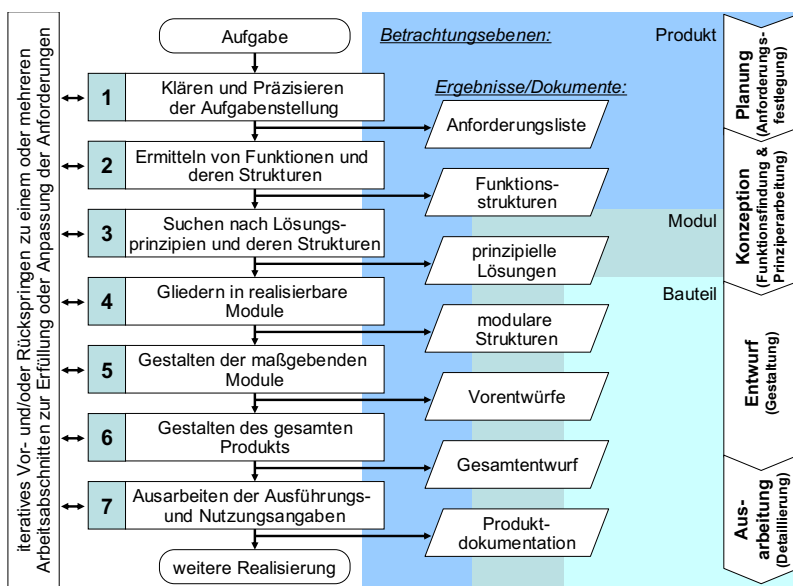 Aufgabe
Betrachtungsebenen:
Produkt
1
Klären und Präzisieren
der Aufgabenstellung
Ergebnisse/Dokumente:
Anforderungsliste
2
Ermitteln von Funktionen und
deren Strukturen
Funktions-
strukturen
3
Suchen nach Lösungs-
prinzipien und deren Strukturen
Modul
prinzipielle
Lösungen
4
Gliedern in realisierbare
Module
Bauteil
modulare
Strukturen
5
Gestalten der maßgebenden
Module
Vorentwürfe
6
Gestalten des gesamten
Produkts
Gesamtentwurf
7
Ausarbeiten der Ausführungs-
und Nutzungsangaben
Produkt-
dokumentation
weitere Realisierung
iteratives Vor- und/oder Rückspringen zu einem oder mehreren
Arbeitsabschnitten zur Erfüllung oder Anpassung der Anforderungen
Planung
(Anforderungs-
festlegung)
Konzeption
(Funktionsfindung &
Prinziperarbeitung)
Entwurf
(Gestaltung)
Aus-
arbeitung
(Detaillierung)